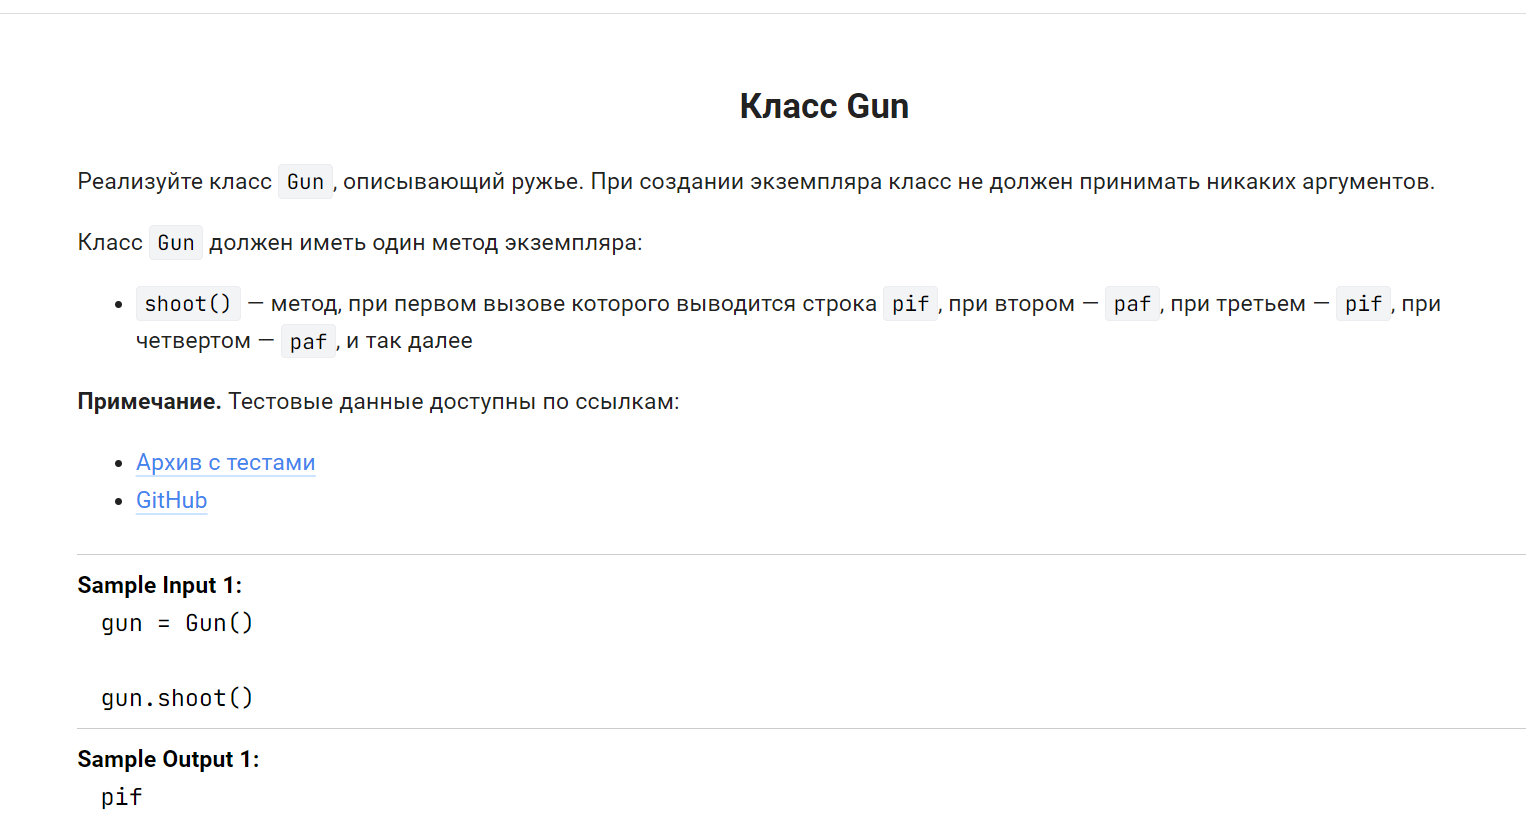 Класс Gun
Реализуйте класс Gun, описывающий ружье. При создании экземпляра класс не должен принимать никаких аргументов.
Класс Gun должен иметь один метод экземпляра:
• shoot() — метод, при первом вызове которого выводится строка pif, при втором — paf, при третьем — pif, при
четвертом — paf, и так далее
Примечание. Тестовые данные доступны по ссылкам:
• Архив с тестами
• GitHub
Sample Input 1:
gun = Gun()
gun.shoot()
Sample Output 1:
pif